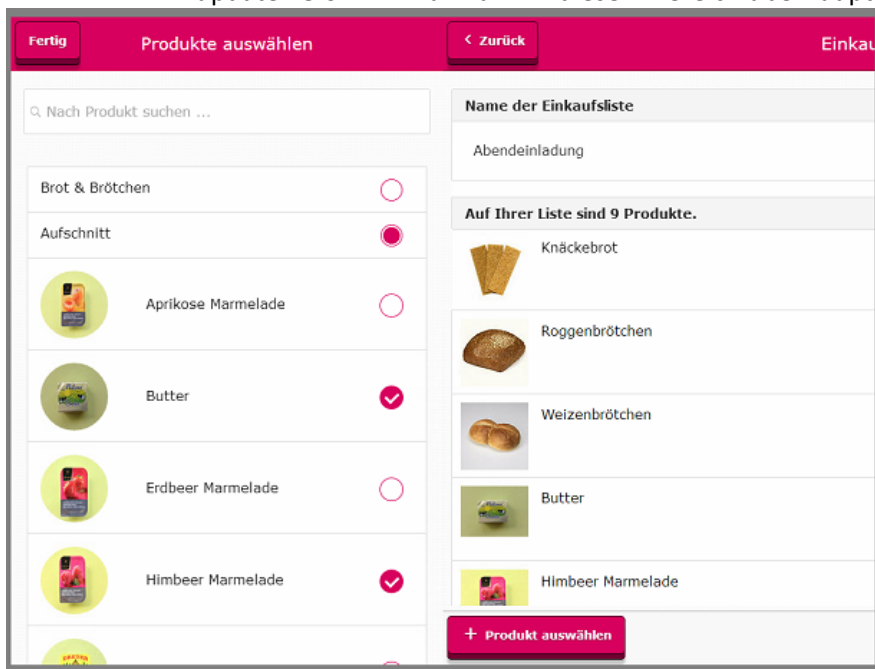 Fertig
Produkte auswählen
Nach Produkt suchen ...
Brot & Brötchen
Aufschnitt
Aprikose Marmelade
Butter
Erdbeer Marmelade
Himbeer Marmelade
< Zurück
Einkau
Name der Einkaufsliste
Abendeinladung
Auf Ihrer Liste sind 9 Produkte.
Knäckebrot
Roggenbrötchen
Weizenbrötchen
Butter
Himbeer Marmelade
+ Produkt auswählen